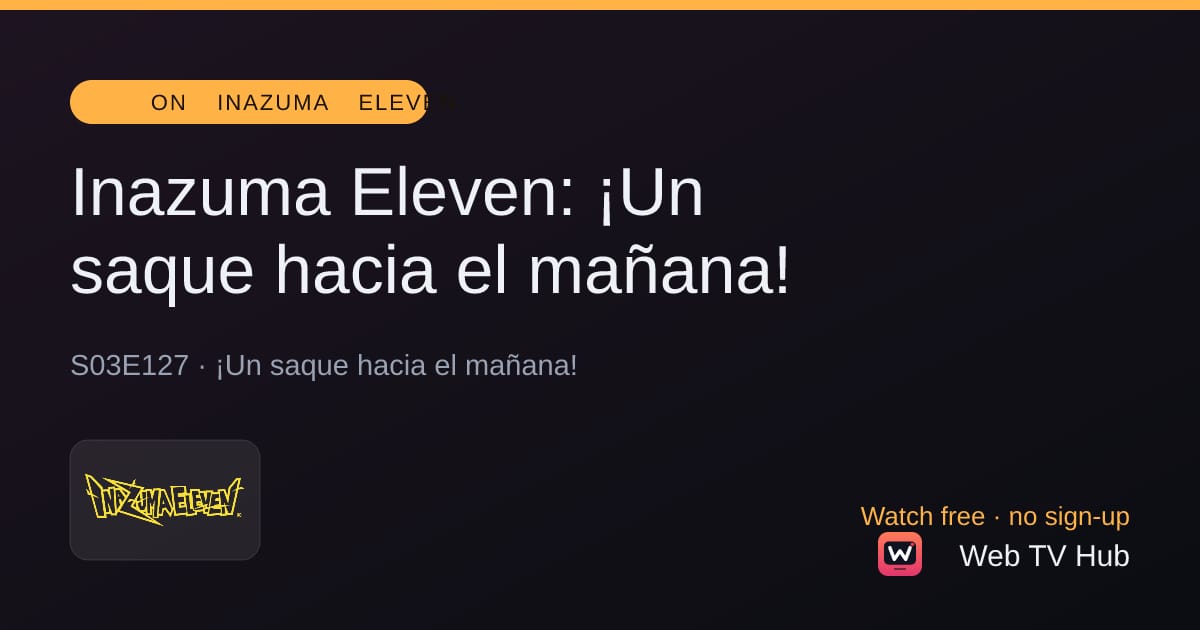 ON INAZUMA ELEVEN
Inazuma Eleven: ¡Un
saque hacia el mañana!
S03E127 · ¡Un saque hacia el mañana!
INAZUMA ELEVEN
Watch free · no sign-up
W
Web TV Hub